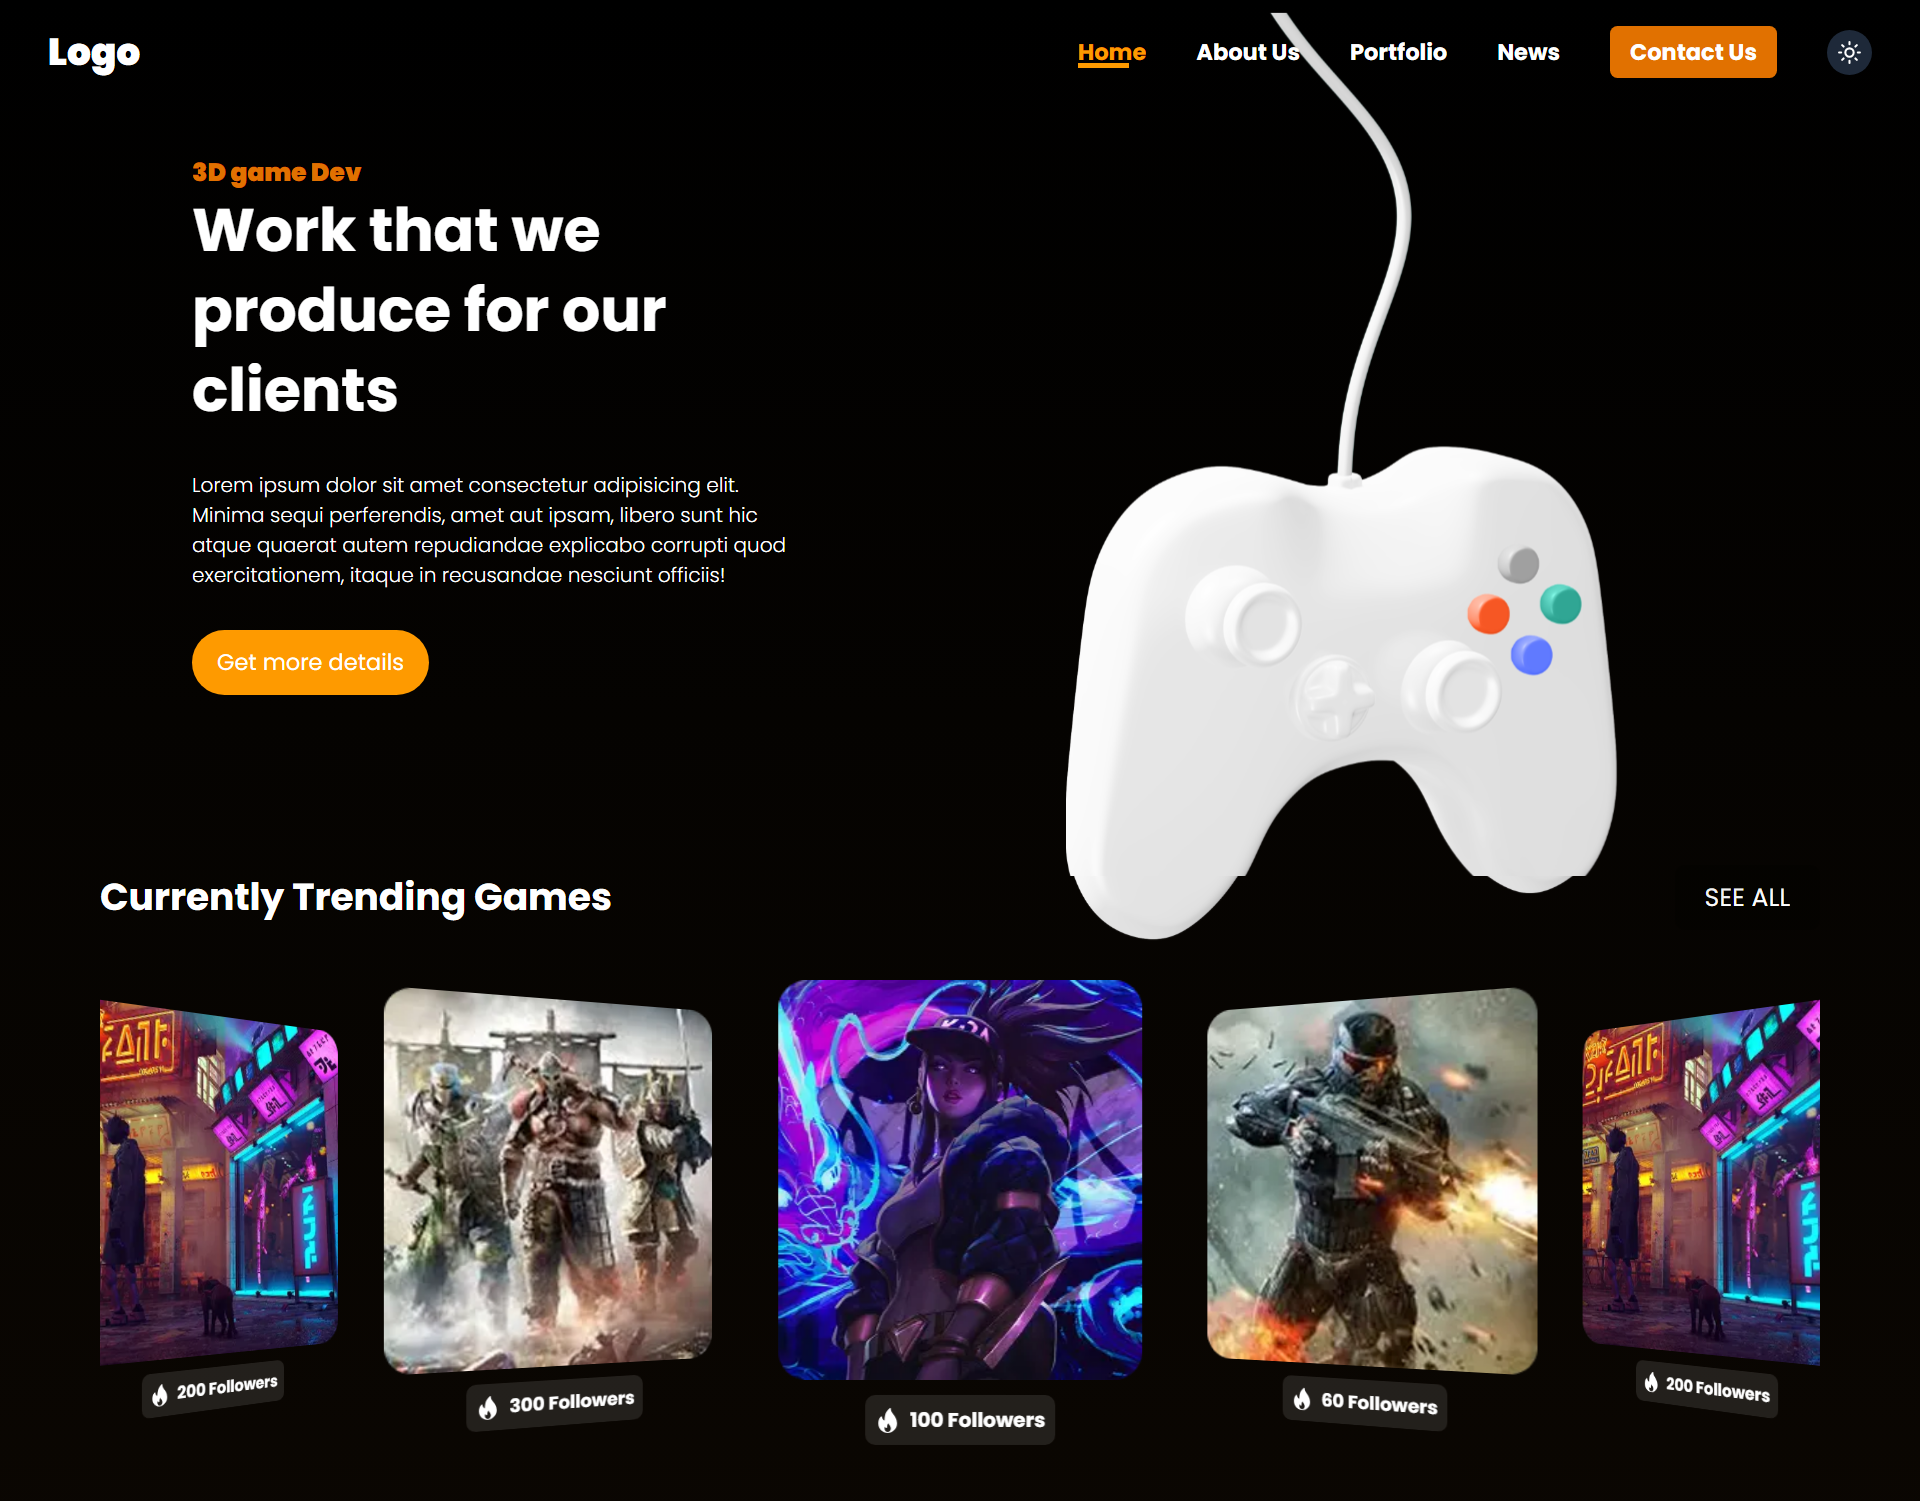 Logo
Home
About Us
Portfolio
News
Contact Us
3D game Dev
Work that we
produce for our
clients
Lorem ipsum dolor sit amet consectetur adipisicing elit.
Minima sequi perferendis, amet aut ipsam, libero sunt hic
atque quaerat autem repudiandae explicabo corrupti quod
exercitationem, itaque in recusandae nesciunt officiis!
Get more details
Currently Trending Games
SEE ALL
200 Followers
300 Followers
100 Followers
60 Followers
200 Followers